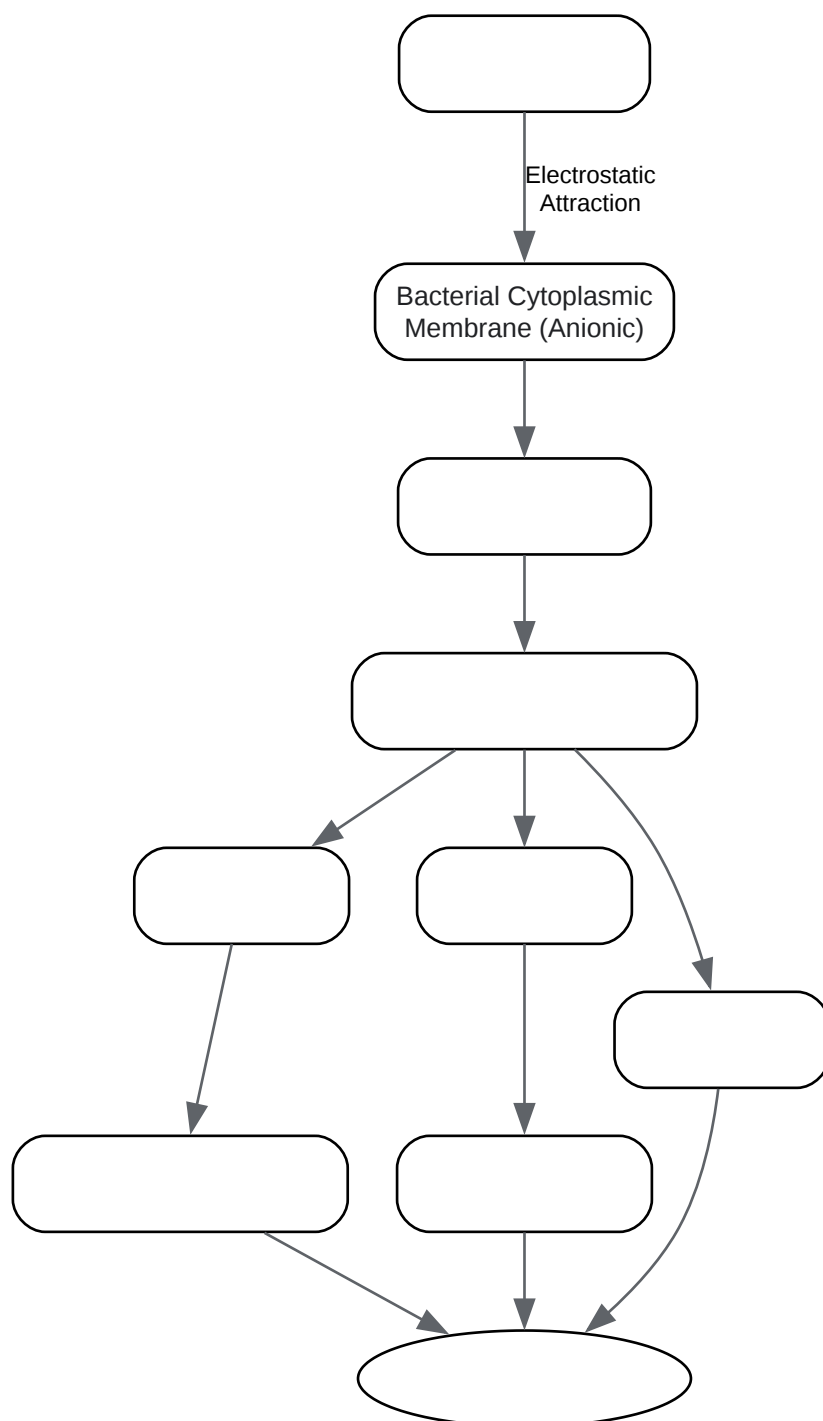 Electrostatic
Attraction
Bacterial Cytoplasmic
Membrane (Anionic)